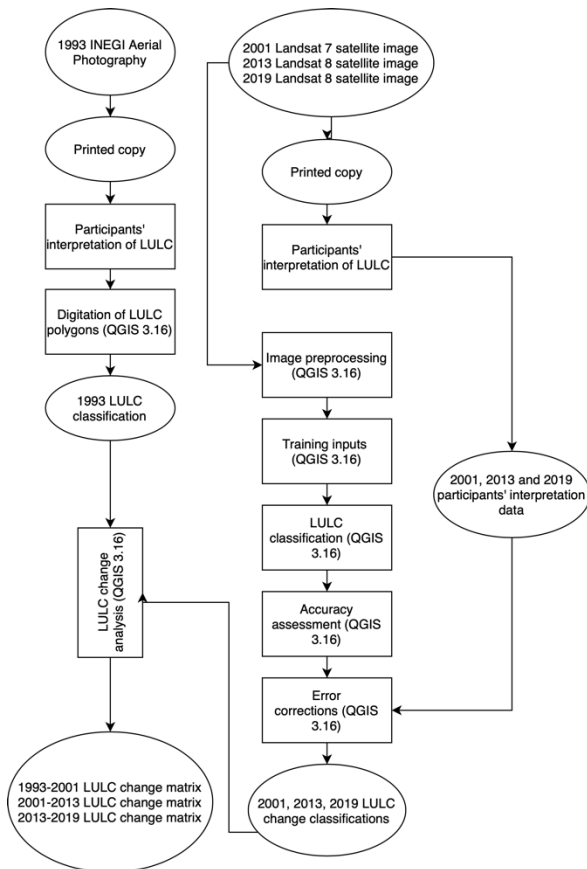 1993 INEGI Aerial
Photography
Printed copy
Participants'
interpretation of LULC
Digitation of LULC
polygons (QGIS 3.16)
1993 LULC
classification
LULC change
analysis (QGIS 3.16)
1993-2001 LULC change matrix
2001-2013 LULC change matrix
2013-2019 LULC change matrix
2001 Landsat 7 satellite image
2013 Landsat 8 satellite image
2019 Landsat 8 satellite image
Printed copy
Participants'
interpretation of LULC
Image preprocessing
(QGIS 3.16)
Training inputs
(QGIS 3.16)
LULC
classification (QGIS
3.16)
Accuracy
assessment (QGIS
3.16)
Error
corrections (QGIS
3.16)
2001, 2013, 2019 LULC
change classifications
2001, 2013 and 2019
participants' interpretation
data